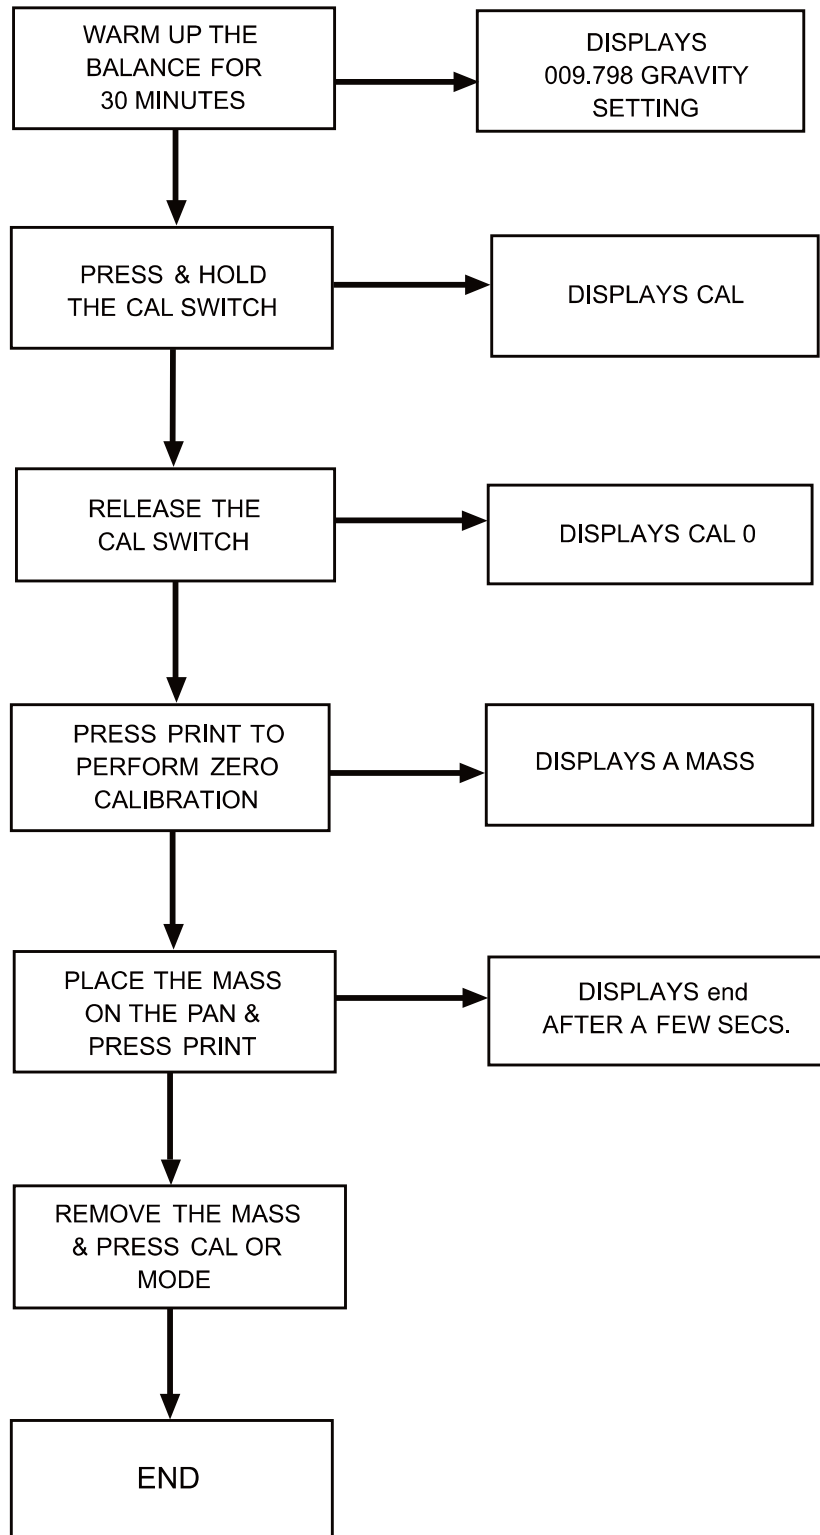 WARM UP THE
BALANCE FOR
30 MINUTES
DISPLAYS
009.798 GRAVITY
SETTING
PRESS & HOLD
THE CAL SWITCH
DISPLAYS CAL
RELEASE THE
CAL SWITCH
DISPLAYS CAL 0
PRESS PRINT TO
PERFORM ZERO
CALIBRATION
DISPLAYS A MASS
PLACE THE MASS
ON THE PAN &
PRESS PRINT
DISPLAYS end
AFTER A FEW SECS.
REMOVE THE MASS
& PRESS CAL OR
MODE
END